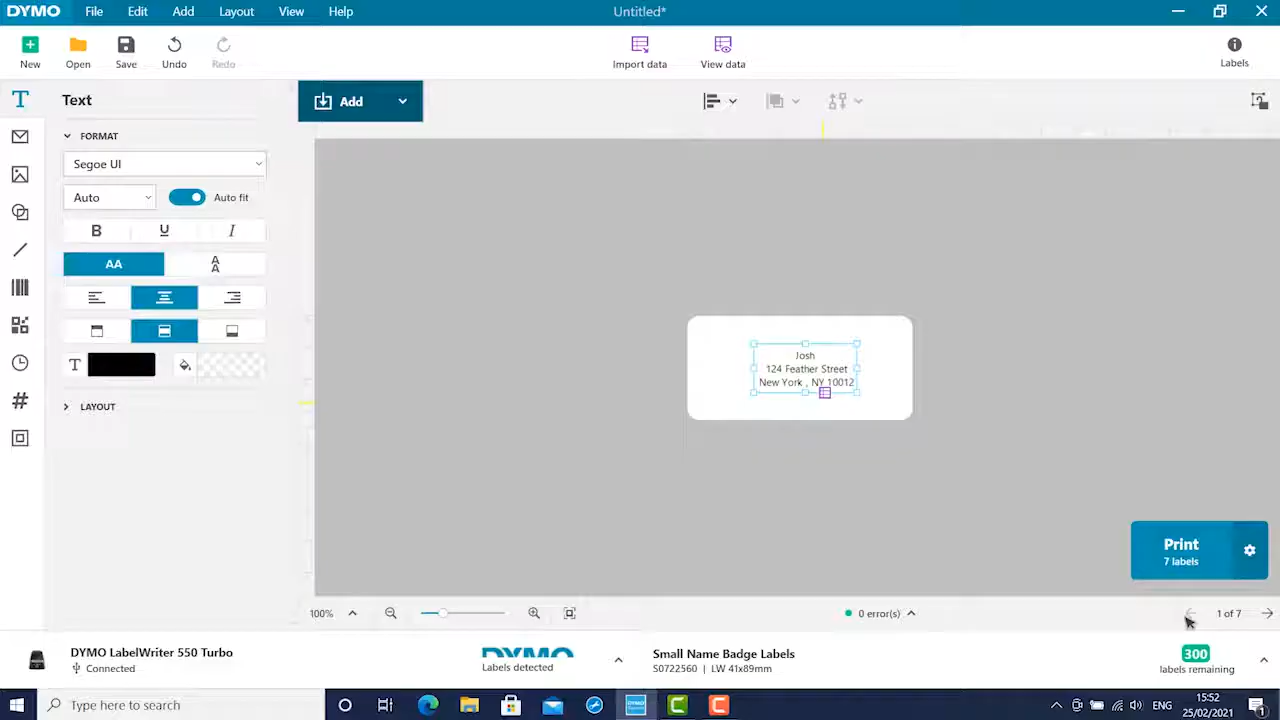 DYMO File Edit Add Layout View Help Untitled*
New Open Save Undo Redo Import data View data Labels
Text
Add
FORMAT
Segoe UI
Auto Auto fit
B U I
AA A A
T
LAYOUT
Josh
124 Feather Street
New York , NY 10012
Print
7 labels
100% 0 error(s) 1 of 7
DYMO LabelWriter 550 Turbo
Connected
DYMO
Labels detected
Small Name Badge Labels
S0722560 | LW 41x89mm
300
labels remaining
Type here to search
ENG
15:52
25/02/2021
1